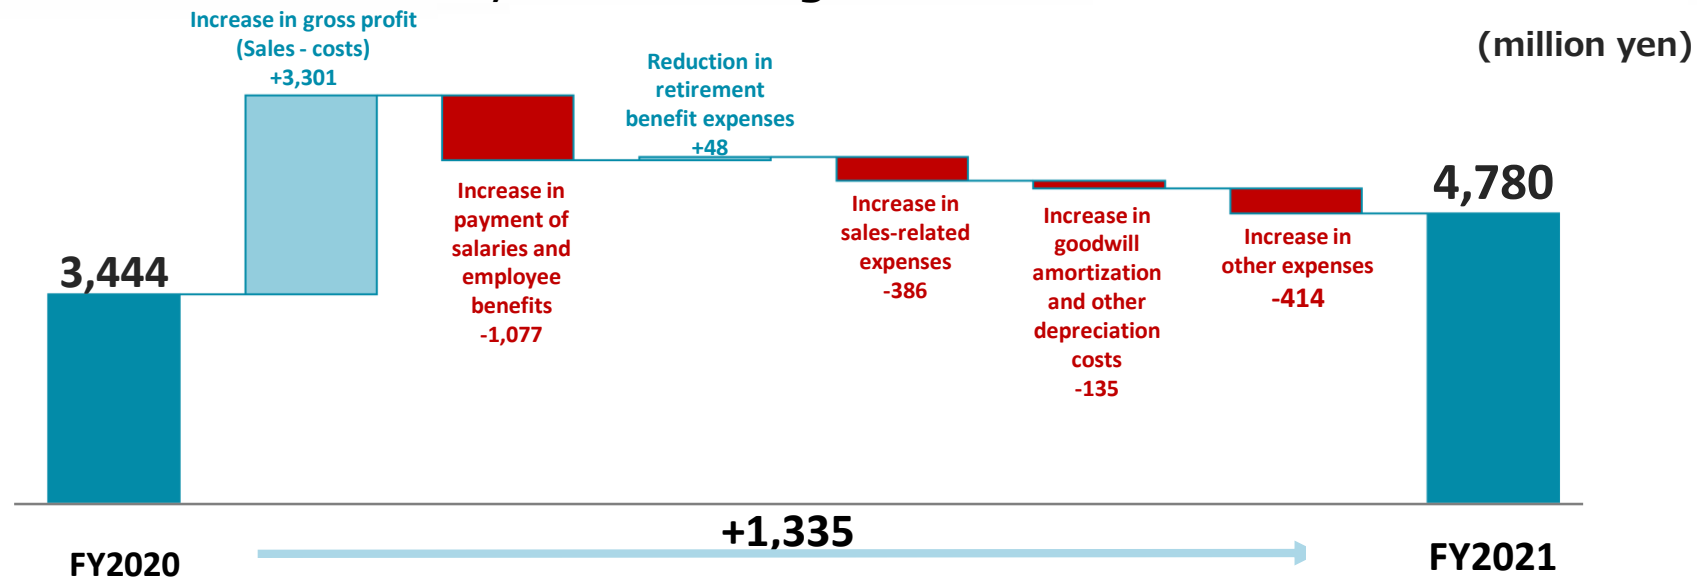 Increase in gross profit
(Sales - costs)
+3,301
(million yen)
Reduction in
retirement
benefit expenses
+48
3,444
Increase in
payment of
salaries and
employee
benefits
-1,077
Increase in
sales-related
expenses
-386
Increase in
goodwill
amortization
and other
depreciation
costs
-135
Increase in
other expenses
-414
4,780
+1,335
FY2020
FY2021